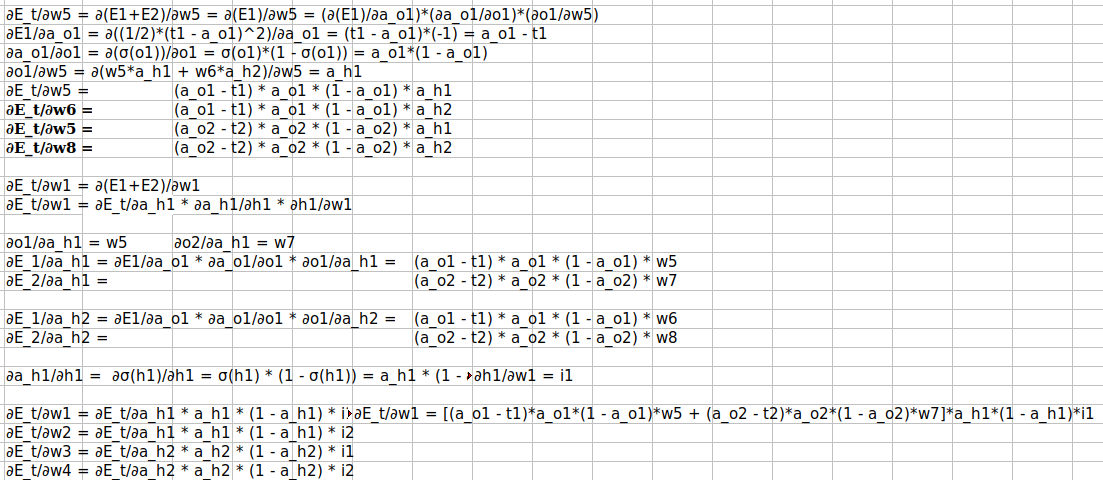 ∂E_t/∂w5 = ∂(E1+E2)/∂w5 = ∂(E1)/∂w5 = (∂(E1)/∂a_o1)*(∂a_o1/∂o1)*(∂o1/∂w5)
∂E1/∂a_o1 = ∂((1/2)*(t1 - a_o1)^2)/∂a_o1 = (t1 - a_o1)*(-1) = a_o1 - t1
∂a_o1/∂o1 = ∂(σ(o1))/∂o1 = σ(o1)*(1 - σ(o1)) = a_o1*(1 - a_o1)
∂o1/∂w5 = ∂(w5*a_h1 + w6*a_h2)/∂w5 = a_h1
∂E_t/∂w5 = (a_o1 - t1) * a_o1 * (1 - a_o1) * a_h1
∂E_t/∂w6 = (a_o1 - t1) * a_o1 * (1 - a_o1) * a_h2
∂E_t/∂w5 = (a_o2 - t2) * a_o2 * (1 - a_o2) * a_h1
∂E_t/∂w8 = (a_o2 - t2) * a_o2 * (1 - a_o2) * a_h2
∂E_t/∂w1 = ∂(E1+E2)/∂w1
∂E_t/∂w1 = ∂E_t/∂a_h1 * ∂a_h1/∂h1 * ∂h1/∂w1
∂o1/∂a_h1 = w5 ∂o2/∂a_h1 = w7
∂E_1/∂a_h1 = ∂E1/∂a_o1 * ∂a_o1/∂o1 * ∂o1/∂a_h1 = (a_o1 - t1) * a_o1 * (1 - a_o1) * w5
∂E_2/∂a_h1 = (a_o2 - t2) * a_o2 * (1 - a_o2) * w7
∂E_1/∂a_h2 = ∂E1/∂a_o1 * ∂a_o1/∂o1 * ∂o1/∂a_h2 = (a_o1 - t1) * a_o1 * (1 - a_o1) * w6
∂E_2/∂a_h2 = (a_o2 - t2) * a_o2 * (1 - a_o2) * w8
∂a_h1/∂h1 = ∂σ(h1)/∂h1 = σ(h1) * (1 - σ(h1)) = a_h1 * (1 - ∂h1/∂w1 = i1
∂E_t/∂w1 = ∂E_t/∂a_h1 * a_h1 * (1 - a_h1) * i ∂E_t/∂w1 = [(a_o1 - t1)*a_o1*(1 - a_o1)*w5 + (a_o2 - t2)*a_o2*(1 - a_o2)*w7]*a_h1*(1 - a_h1)*i1
∂E_t/∂w2 = ∂E_t/∂a_h1 * a_h1 * (1 - a_h1) * i2
∂E_t/∂w3 = ∂E_t/∂a_h2 * a_h2 * (1 - a_h2) * i1
∂E_t/∂w4 = ∂E_t/∂a_h2 * a_h2 * (1 - a_h2) * i2